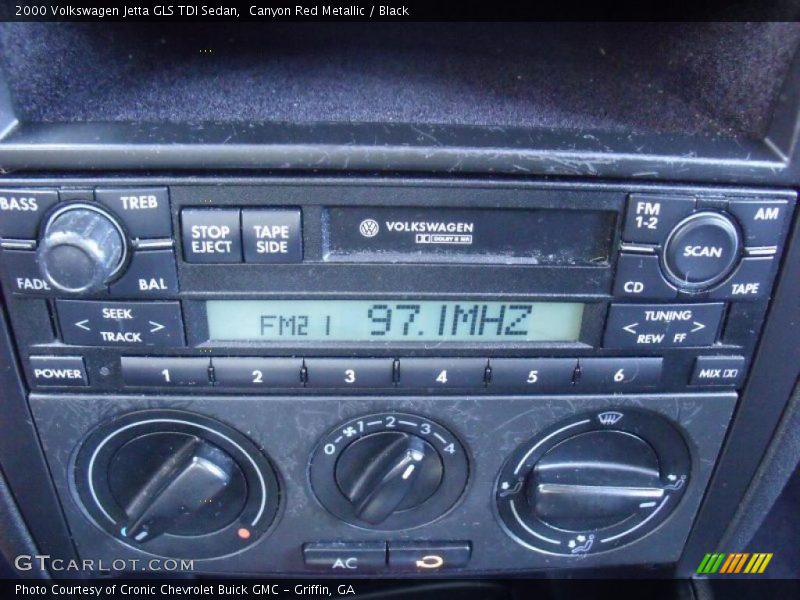 2000 Volkswagen Jetta GLS TDI Sedan,  Canyon Red Metallic / Black
BASS TREB
FADE BAL
STOP EJECT
TAPE SIDE
VOLKSWAGEN
DOLBY B NR
FM 1-2
AM
SCAN
CD
TAPE
SEEK
< >
TRACK
FM2 1 97.1MHZ
TUNING
< >
REW FF
POWER 1 2 3 4 5 6 MIX
0 1 2 3 4
AC
GTCARLOT.COM
Photo Courtesy of Cronic Chevrolet Buick GMC – Griffin, GA